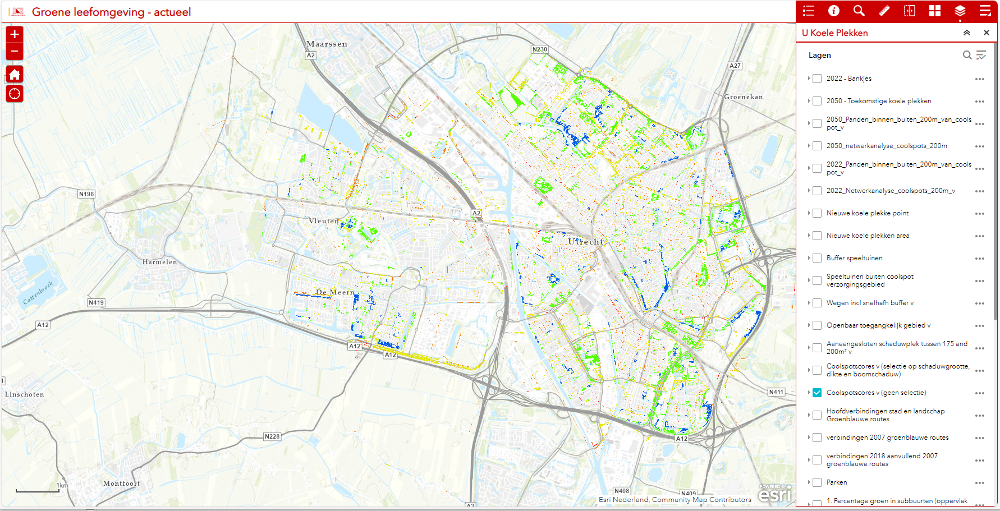 Groene leefomgeving - actueel
U Koele Plekken
Lagen
2022 - Bankjes
2050 - Toekomstige koele plekken
2050_Panden_binnen_buiten_200m_van_cools
pot_v
2050_netwerkanalyse_coolspots_200m
2022_Panden_binnen_buiten_200m_van_cools
pot_v
2022_Netwerkanalyse_coolspots_200m_v
Nieuwe koele plekke point
Nieuwe koele plekken area
Buffer speeltuinen
Speeltuinen buiten coolspot
verzorgingsgebied
Wegen incl snelhafh buffer v
Openbaar toegangkelijk gebied v
Aaneengesloten schaduwplek tussen 175 and
200m² v
Coolspotscores v (selectie op schaduwgrootte,
dikte en boomschaduw)
Coolspotscores v (geen selectie)
Hoofdverbindingen stad en landschap
Groenblauwe routes
verbindingen 2007 groenblauwe routes
verbindingen 2018 aanvullend 2007
groenblauwe routes
Parken
1. Percentage groen in subbuurten (oppervlak
Maarssen
A2
N230
A27
Groenekan
N198
A2
Vleuten
Utrecht
Harmelen
Cattenbroek
De Meern
N419
A12
A12
A12
Linschoten
N411
N228
A12
Montfoort
1km
N408
N409
A2
Esri Nederland, Community Map Contributors
POWERED BY
esri